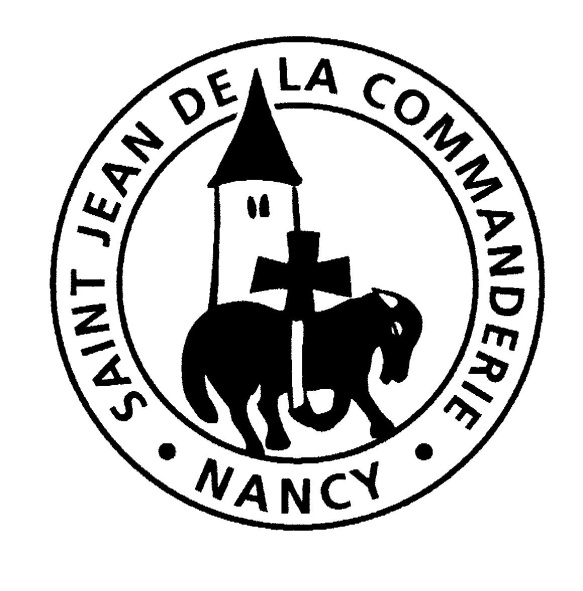 SAINT JEAN DE LA COMMANDERIE
• NANCY •